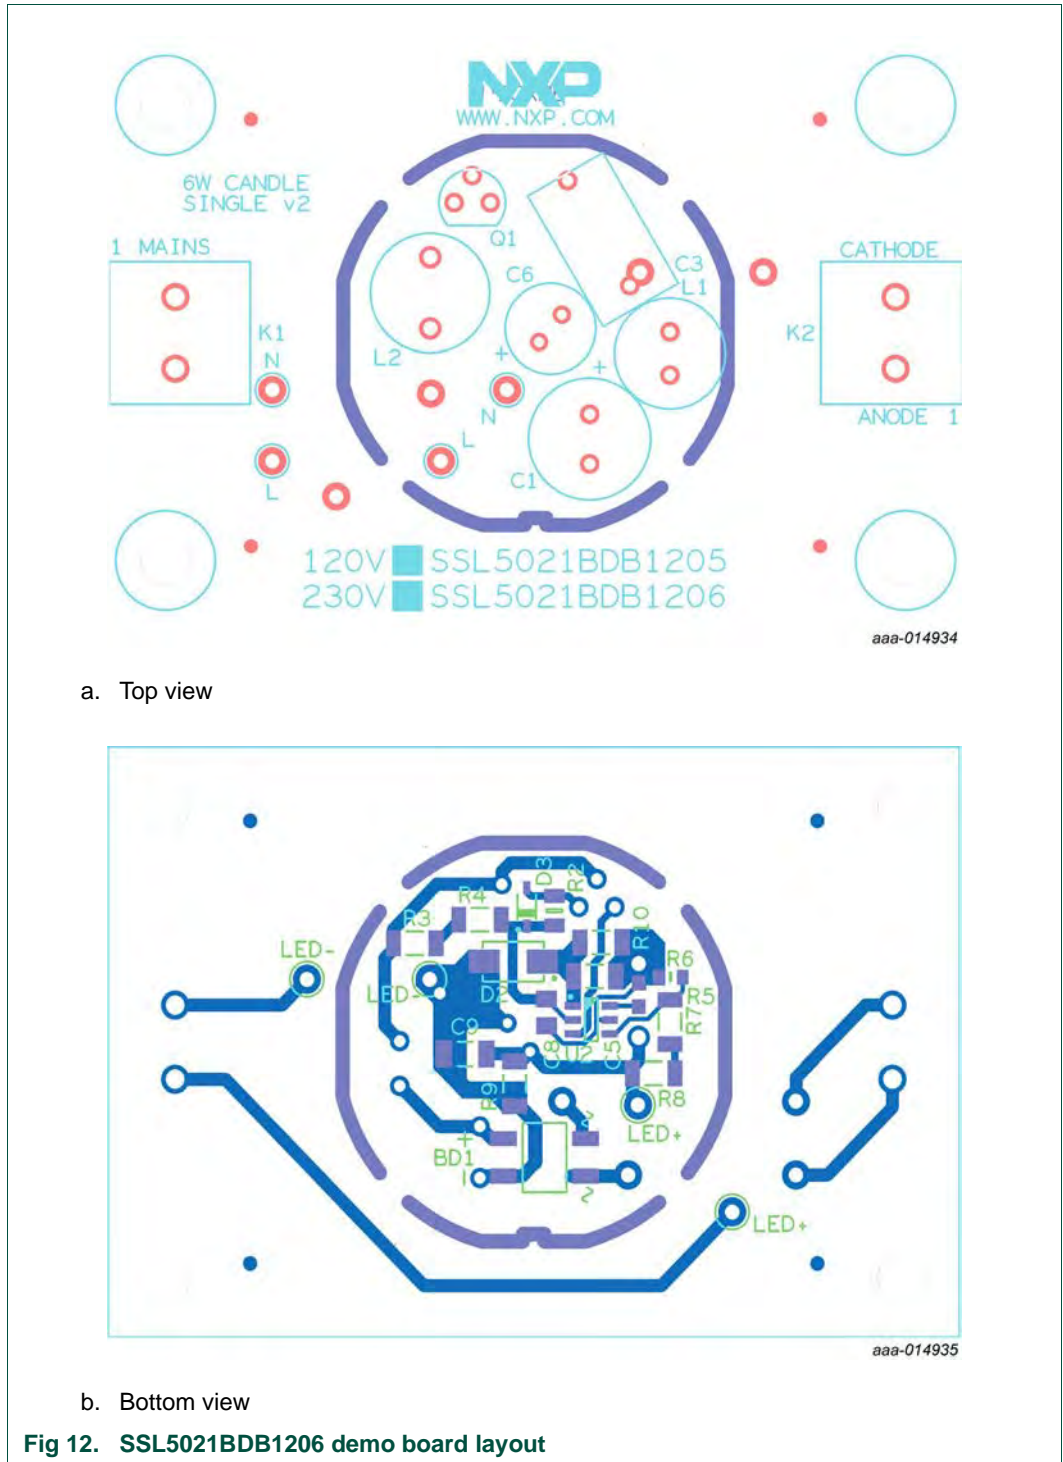 NXP
WWW.NXP.COM
6W CANDLE
SINGLE v2
1 MAINS
K1
N
L
Q1
C6
C3
L1
L2
+
+
N
L
C1
CATHODE
K2
ANODE 1
120V SSL5021BDB1205
230V SSL5021BDB1206
aaa-014934
a. Top view
D3
R2
R4
R3
R10
LED-
LED-
R6
D2
R5
R7
C9
C8
U2
C5
R9
R8
LED+
+
BD1
-
~
~
LED+
aaa-014935
b. Bottom view
Fig 12. SSL5021BDB1206 demo board layout